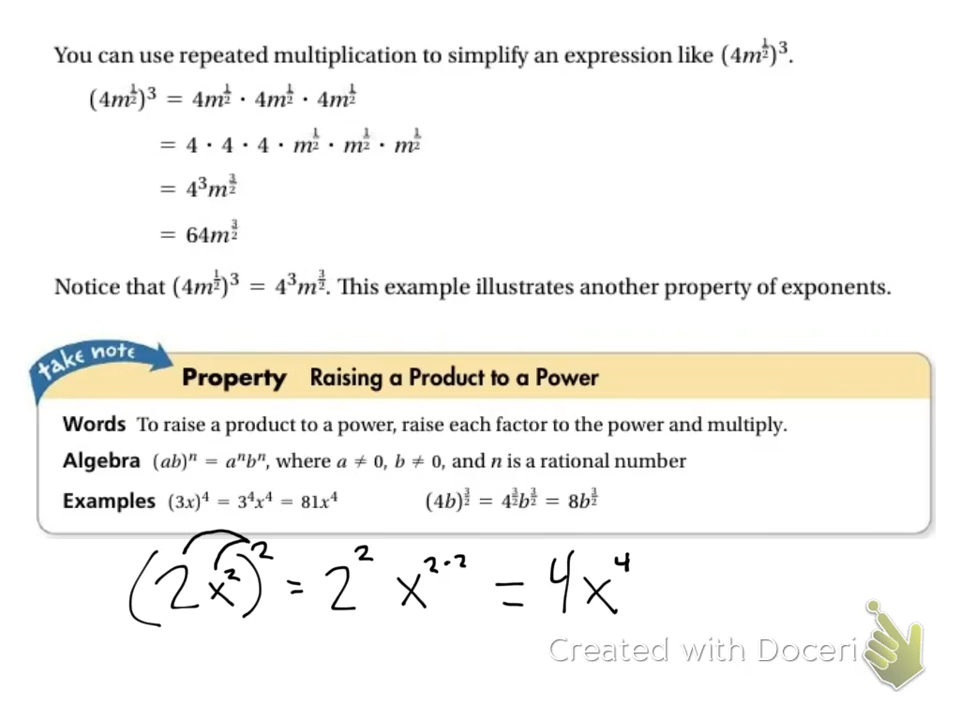 You can use repeated multiplication to simplify an expression like (4m^(1/2))^3.
(4m^(1/2))^3 = 4m^(1/2) · 4m^(1/2) · 4m^(1/2)
= 4 · 4 · 4 · m^(1/2) · m^(1/2) · m^(1/2)
= 4^3m^(3/2)
= 64m^(3/2)
Notice that (4m^(1/2))^3 = 4^3m^(3/2). This example illustrates another property of exponents.
take note
Property Raising a Product to a Power
Words To raise a product to a power, raise each factor to the power and multiply.
Algebra (ab)^n = a^nb^n, where a ≠ 0, b ≠ 0, and n is a rational number
Examples (3x)^4 = 3^4x^4 = 81x^4 (4b)^(3/2) = 4^(3/2)b^(3/2) = 8b^(3/2)
(2x^2)^2 = 2^2 x^(2·2) = 4x^4
Created with Doceri